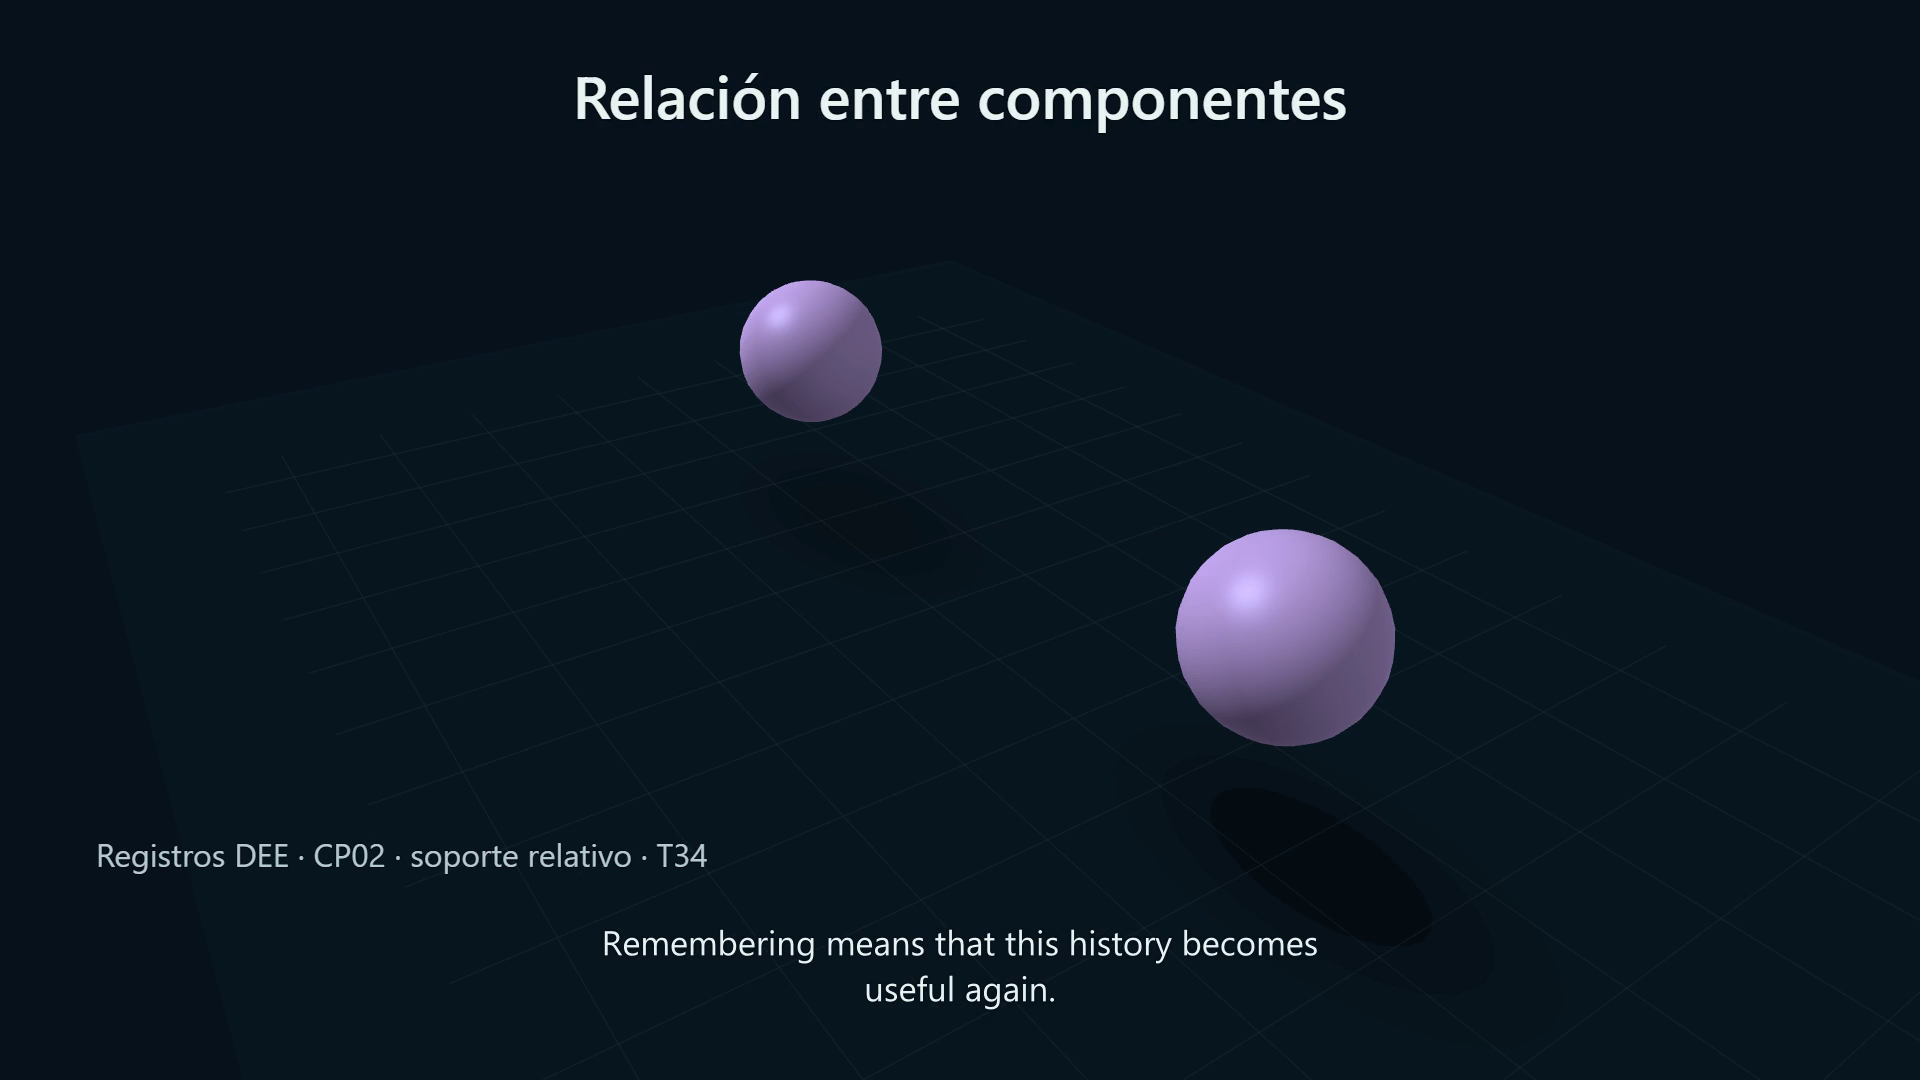 Relación entre componentes
Registros DEE · CP02 · soporte relativo · T34
Remembering means that this history becomes
useful again.